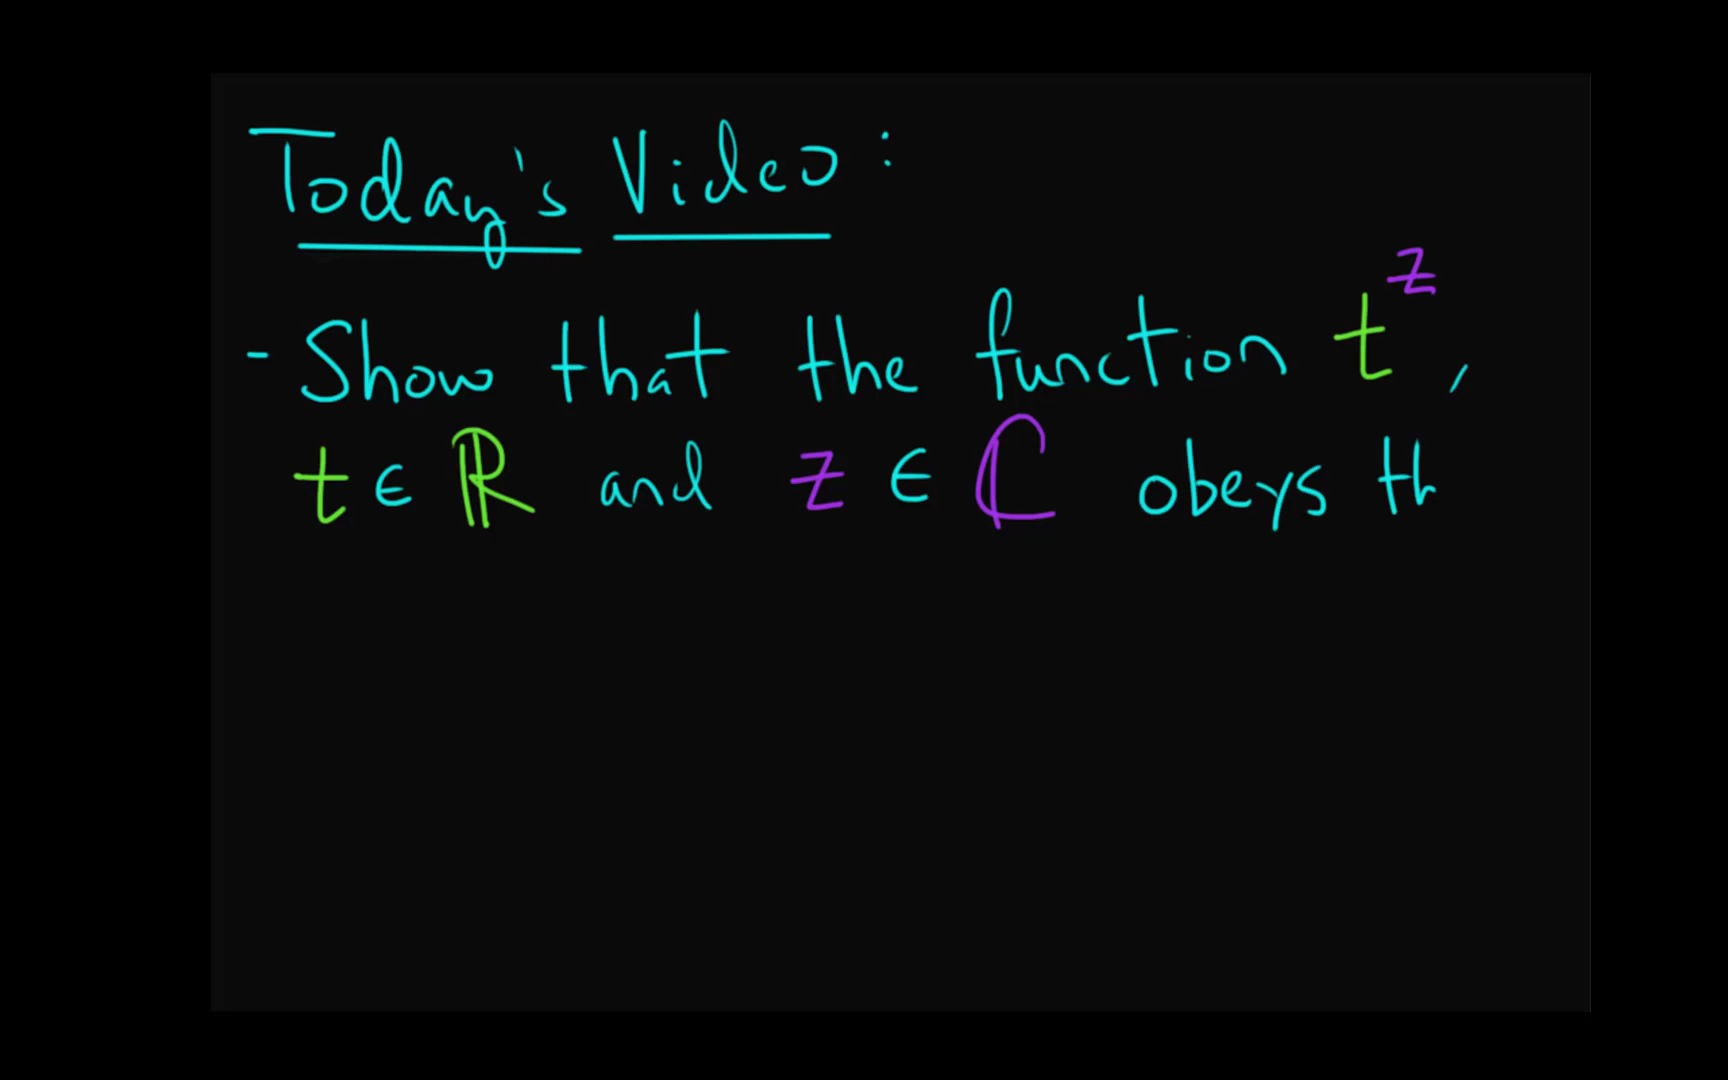 Today's Video:
- Show that the function t^z,
t ∈ ℝ and z ∈ ℂ obeys th